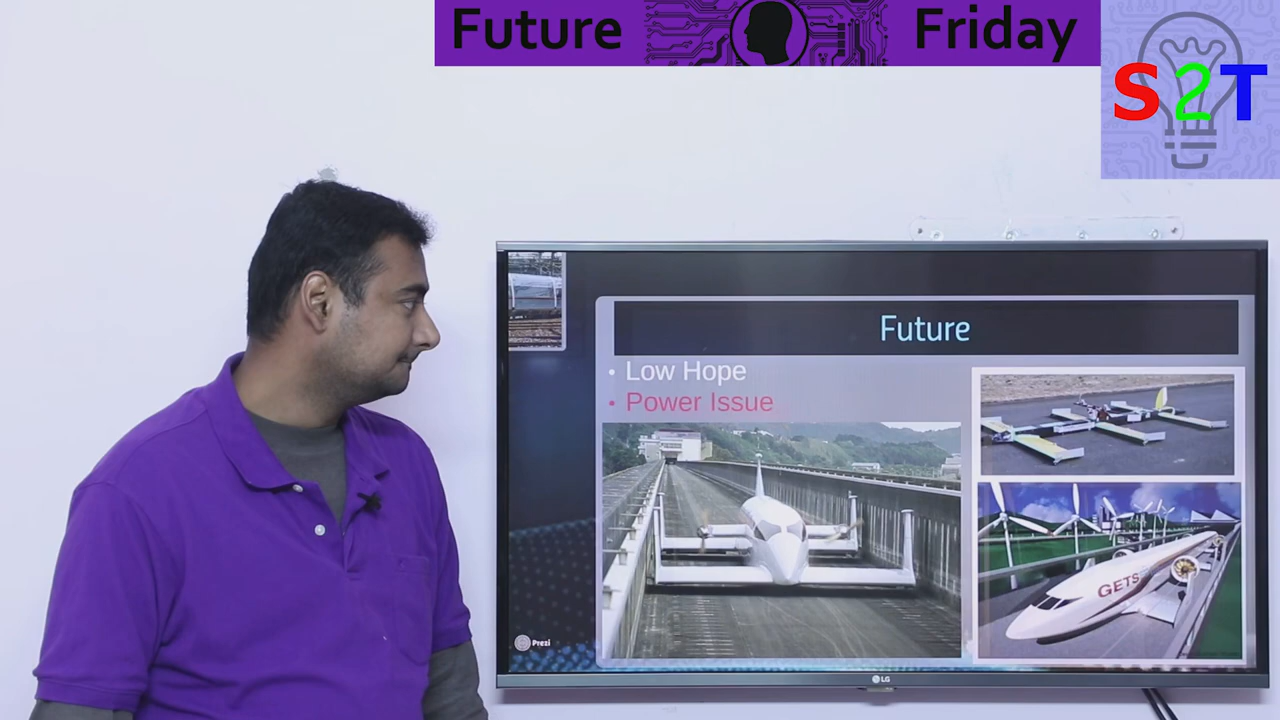 Future Friday
S2T
Future
• Low Hope
• Power Issue
GETS
Prezi
LG